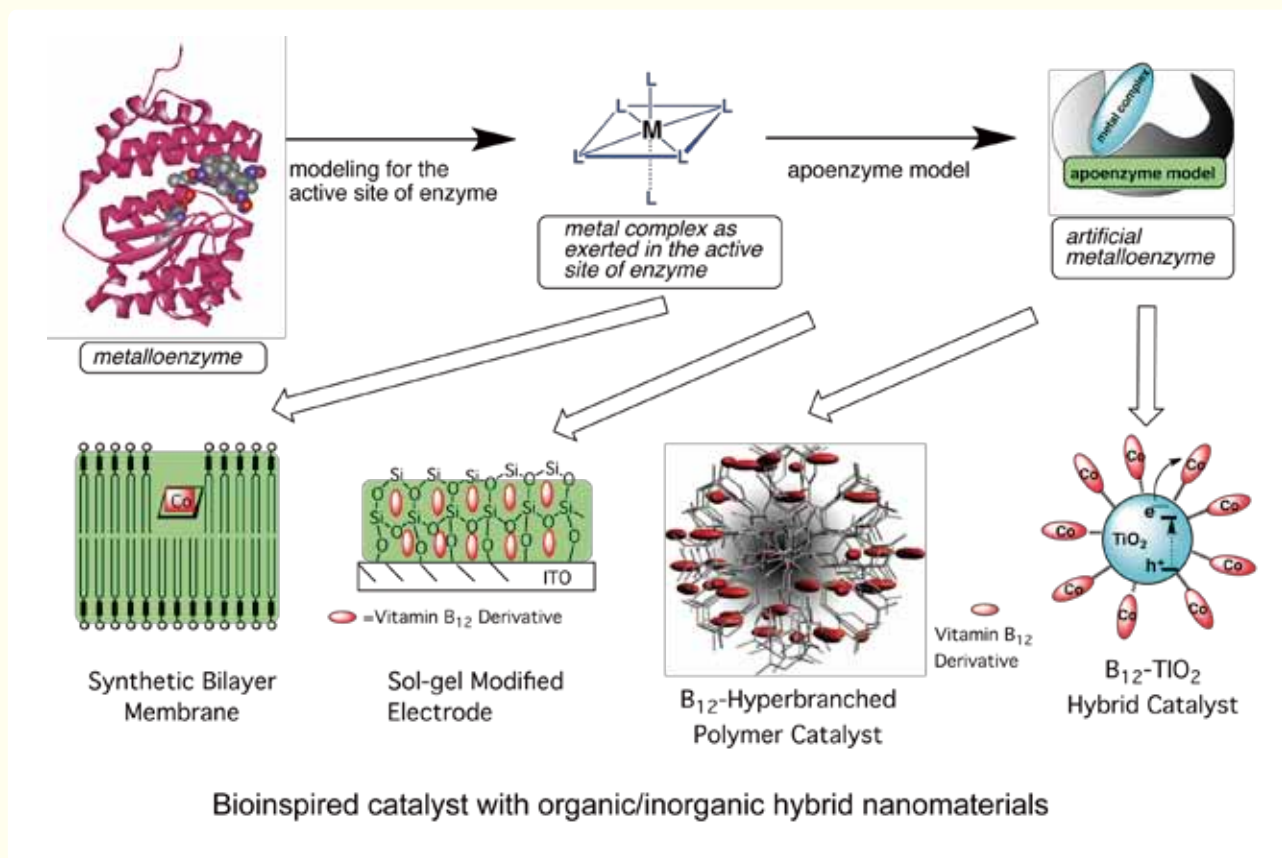 modeling for the
active site of enzyme
metalloenzyme
L
L
L
M
L
L
L
metal complex as
exerted in the active
site of enzyme
apoenzyme model
metal complex
apoenzyme model
artificial
metalloenzyme
Co
Synthetic Bilayer
Membrane
Si Si Si Si Si
O O O O O O
Si Si Si Si Si Si
O O O O O O
ITO
=Vitamin B₁₂ Derivative
Sol-gel Modified
Electrode
Vitamin B₁₂
Derivative
B₁₂-Hyperbranched
Polymer Catalyst
Co
Co
Co
Co
Co
Co
Co
Co
Co
e⁻
TiO₂
h⁺
B₁₂-TIO₂
Hybrid Catalyst
Bioinspired catalyst with organic/inorganic hybrid nanomaterials